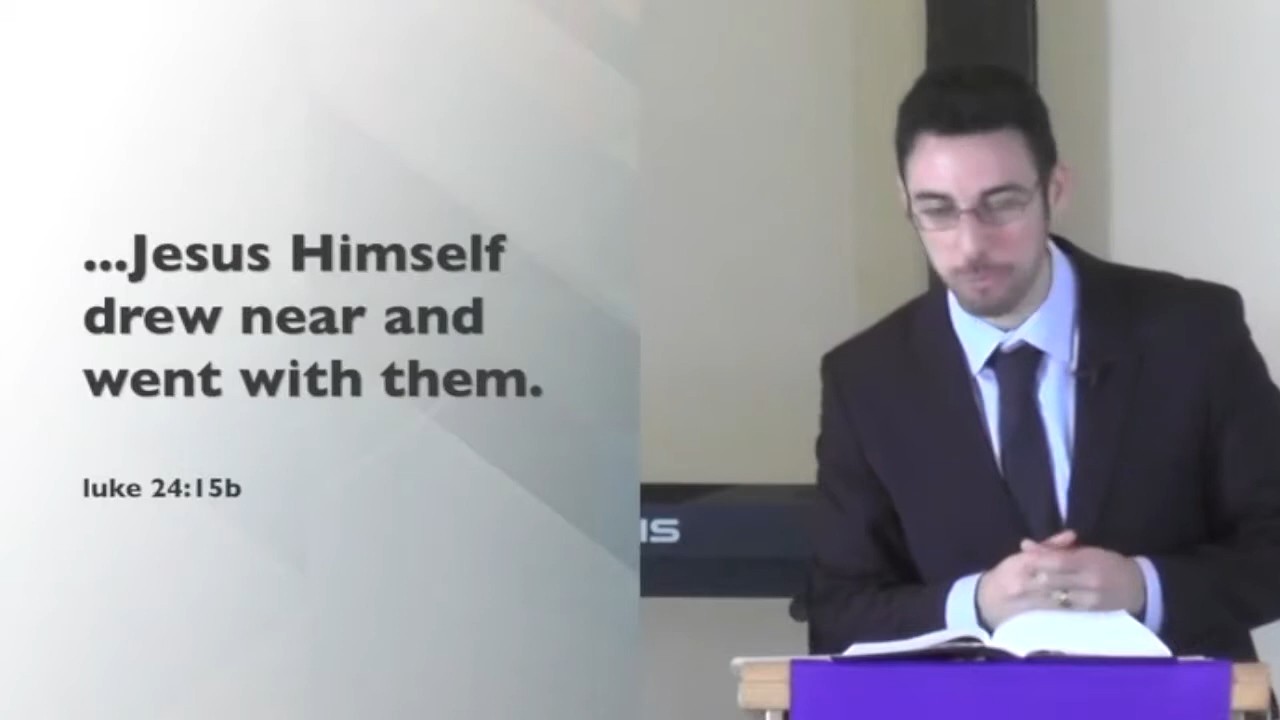 ...Jesus Himself
drew near and
went with them.
luke 24:15b